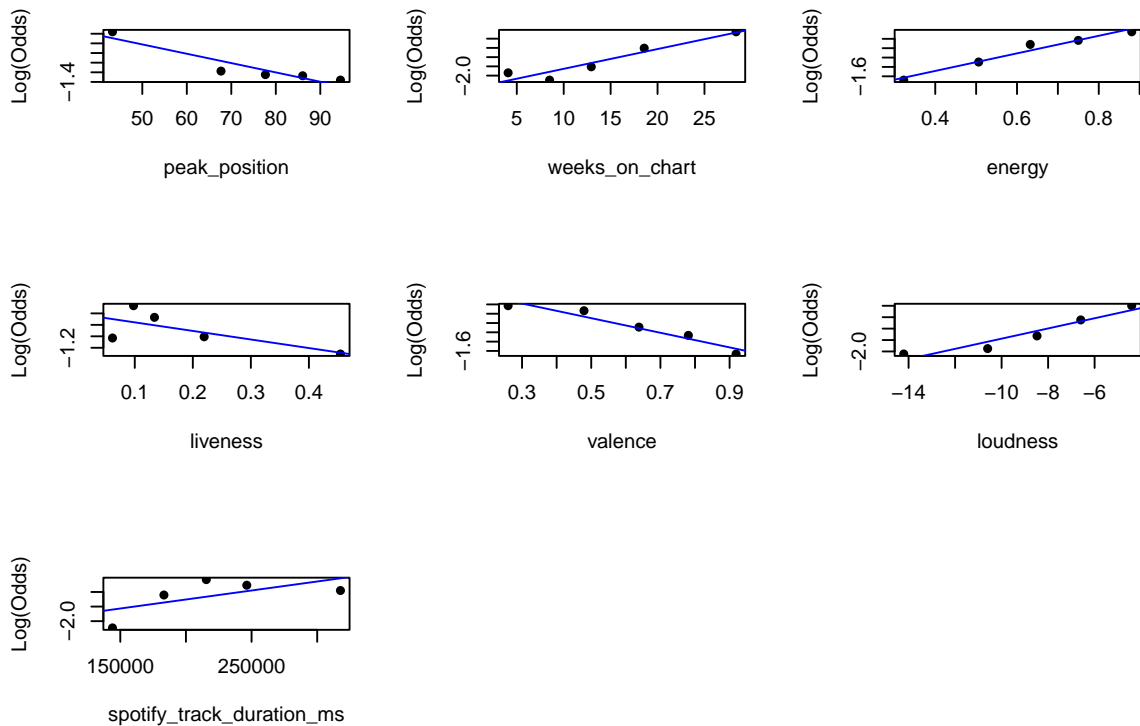 Log(Odds)
−1.4
50 60 70 80 90
peak_position
Log(Odds)
−2.0
5 10 15 20 25
weeks_on_chart
Log(Odds)
−1.6
0.4 0.6 0.8
energy
Log(Odds)
−1.2
0.1 0.2 0.3 0.4
liveness
Log(Odds)
−1.6
0.3 0.5 0.7 0.9
valence
Log(Odds)
−2.0
−14 −10 −8 −6
loudness
Log(Odds)
−2.0
150000 250000
spotify_track_duration_ms